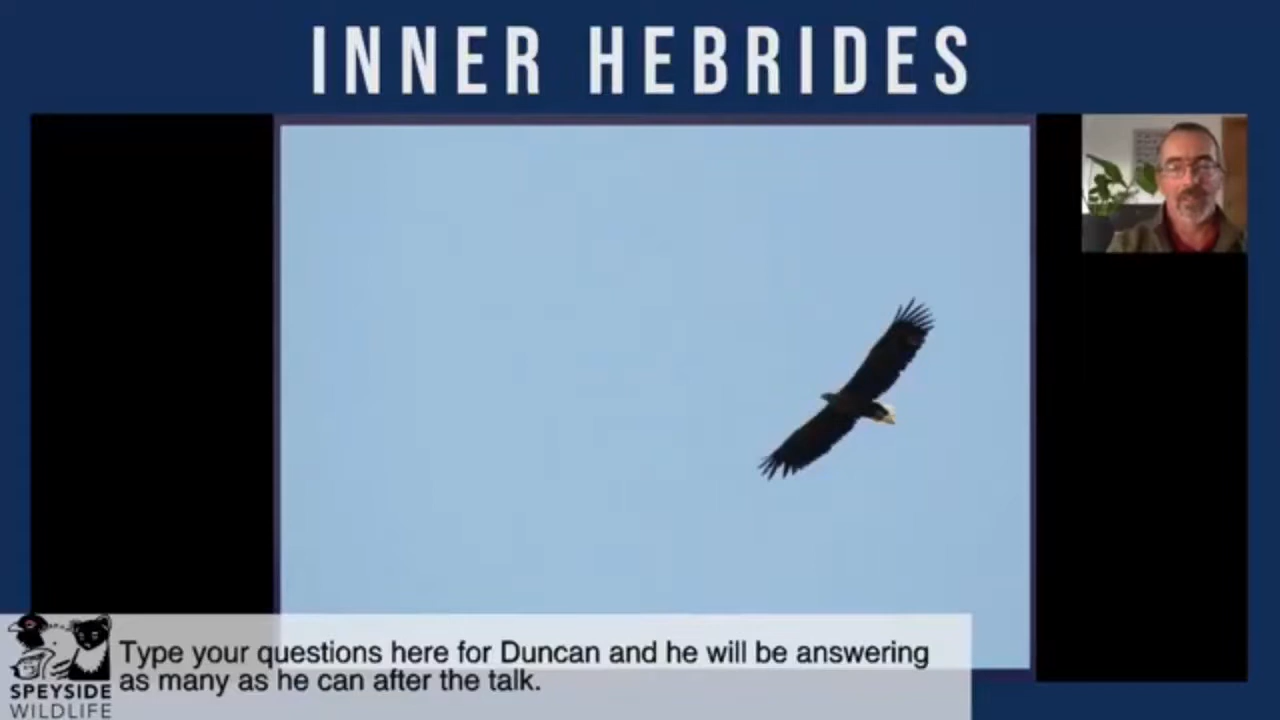 INNER HEBRIDES
Type your questions here for Duncan and he will be answering
as many as he can after the talk.
SPEYSIDE
WILDLIFE